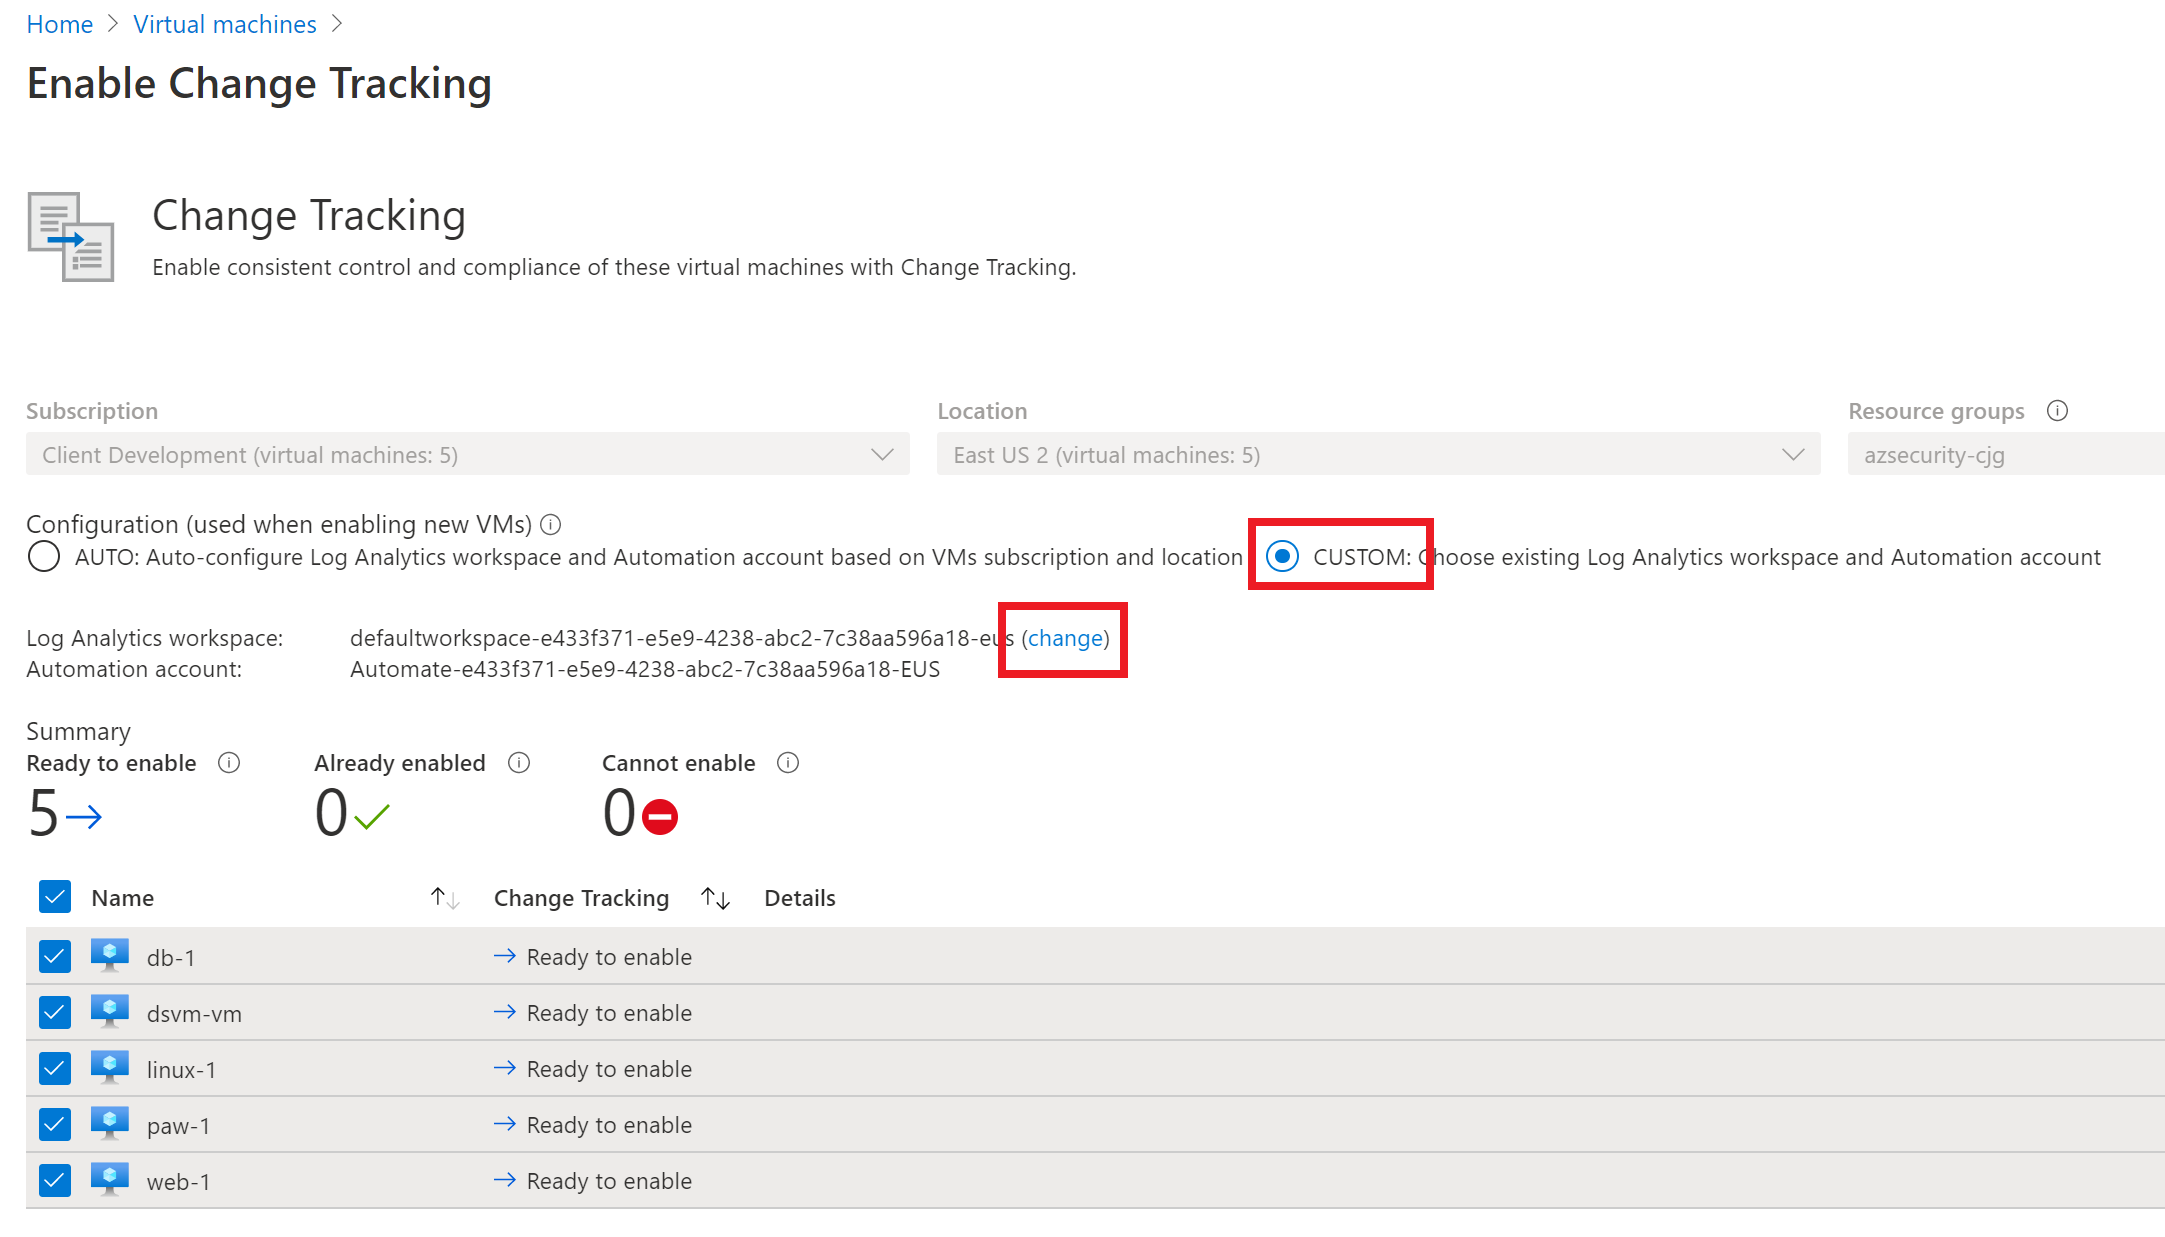 Home > Virtual machines >
Enable Change Tracking
Change Tracking
Enable consistent control and compliance of these virtual machines with Change Tracking.
Subscription Location Resource groups
Client Development (virtual machines: 5) East US 2 (virtual machines: 5) azsecurity-cjg
Configuration (used when enabling new VMs)
AUTO: Auto-configure Log Analytics workspace and Automation account based on VMs subscription and location CUSTOM: Choose existing Log Analytics workspace and Automation account
Log Analytics workspace: defaultworkspace-e433f371-e5e9-4238-abc2-7c38aa596a18-eus (change)
Automation account: Automate-e433f371-e5e9-4238-abc2-7c38aa596a18-EUS
Summary
Ready to enable Already enabled Cannot enable
5 0 0
Name Change Tracking Details
db-1 Ready to enable
dsvm-vm Ready to enable
linux-1 Ready to enable
paw-1 Ready to enable
web-1 Ready to enable